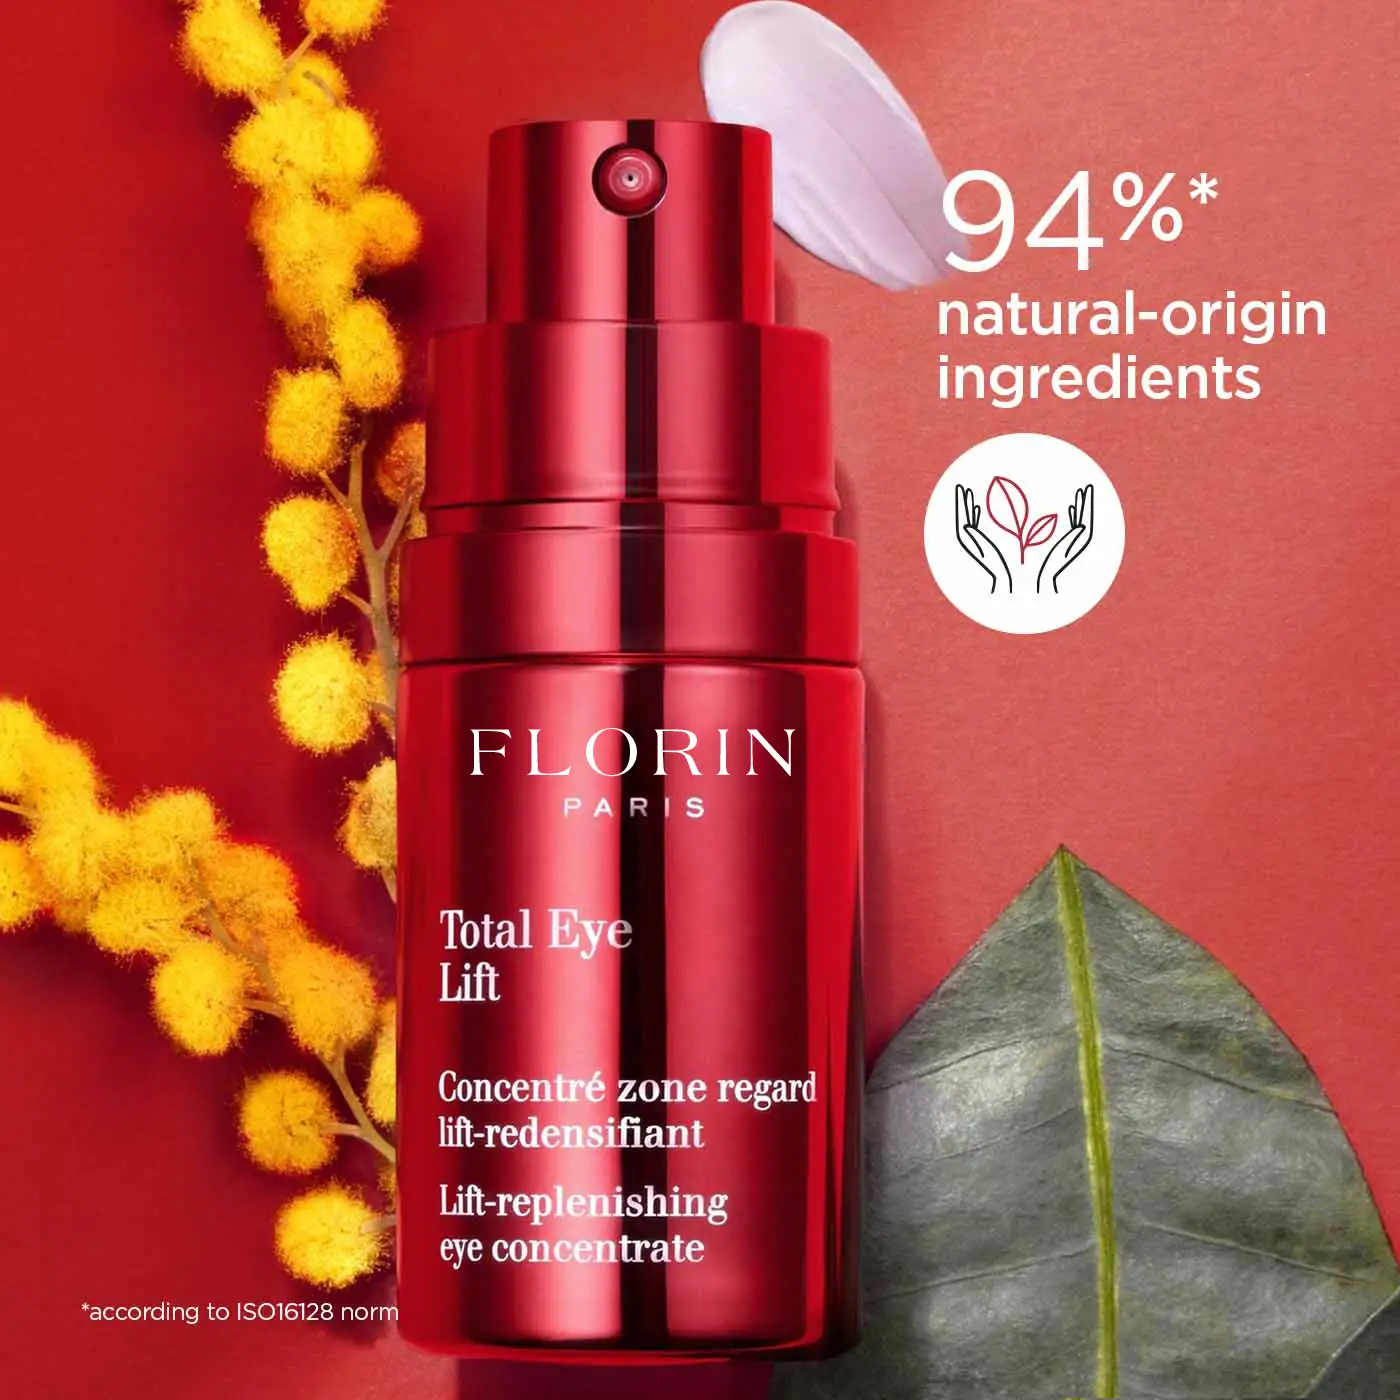 94%*
natural-origin
ingredients
FLORIN
PARIS
Total Eye
Lift
Concentré zone regard
lift-redensifiant
Lift-replenishing
eye concentrate
*according to ISO16128 norm